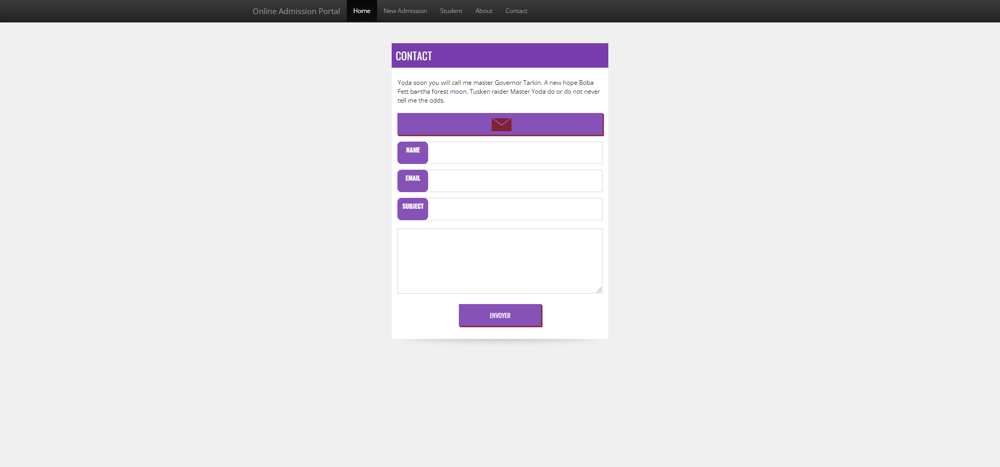 Online Admission Portal Home New Admission Student About Contact
CONTACT
Yoda soon you will call me master Governor Tarkin. A new hope Boba
Fett bantha forest moon. Tusken raider Master Yoda do or do not never
tell me the odds.
NAME
EMAIL
SUBJECT
ENVOYER